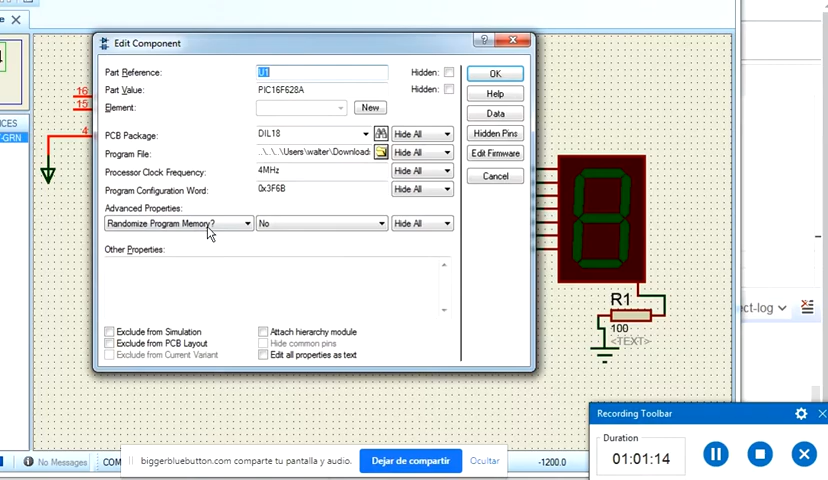 Edit Component
Part Reference: U1 Hidden:
Part Value: PIC16F628A Hidden:
Element: New
PCB Package: DIL18 Hide All
Program File: ..\..\..\Users\walter\Download: Hide All
Processor Clock Frequency: 4MHz Hide All
Program Configuration Word: 0x3F6B Hide All
Advanced Properties:
Randomize Program Memory? No Hide All
Other Properties:
Exclude from Simulation
Exclude from PCB Layout
Exclude from Current Variant
Attach hierarchy module
Hide common pins
Edit all properties as text
OK
Help
Data
Hidden Pins
Edit Firmware
Cancel
16
15
4
ICES
-GRN
R1
100
<TEXT>
ect-log
Recording Toolbar
Duration
01:01:14
No Messages
COM
biggerbluebutton.com comparte tu pantalla y audio.
Dejar de compartir
Ocultar
-1200.0